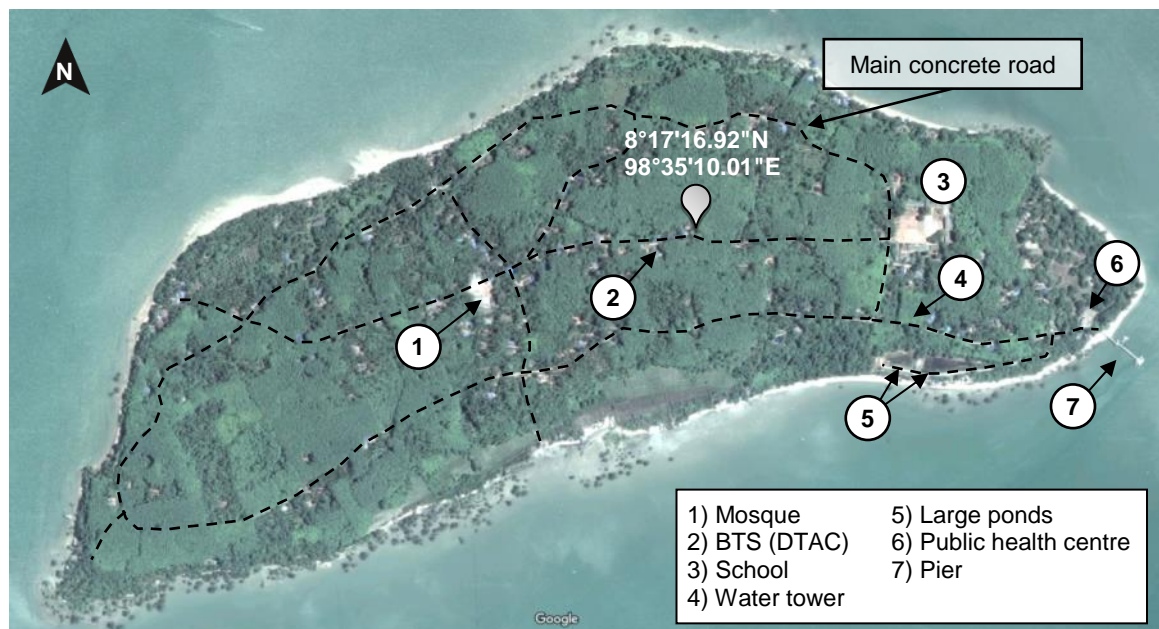 N
Main concrete road
8°17'16.92"N
98°35'10.01"E
3
6
4
2
1
7
5
1) Mosque
2) BTS (DTAC)
3) School
4) Water tower
5) Large ponds
6) Public health centre
7) Pier
Google